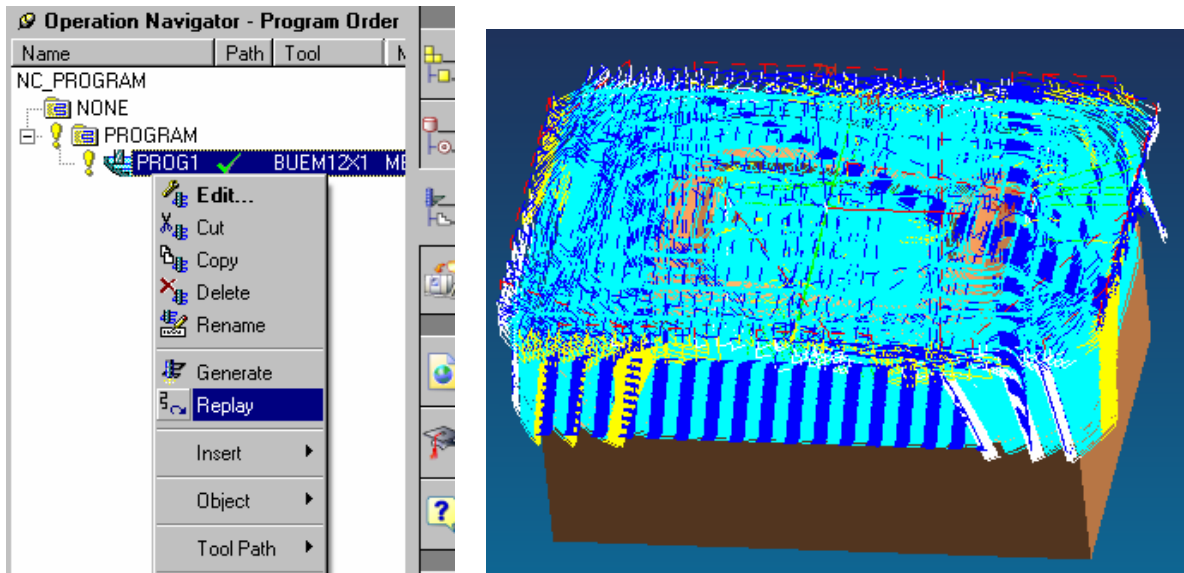 Operation Navigator - Program Order
Name Path Tool
NC_PROGRAM
NONE
PROGRAM
PROG1 BUEM12X1
Edit...
Cut
Copy
Delete
Rename
Generate
Replay
Insert
Object
Tool Path
ZM